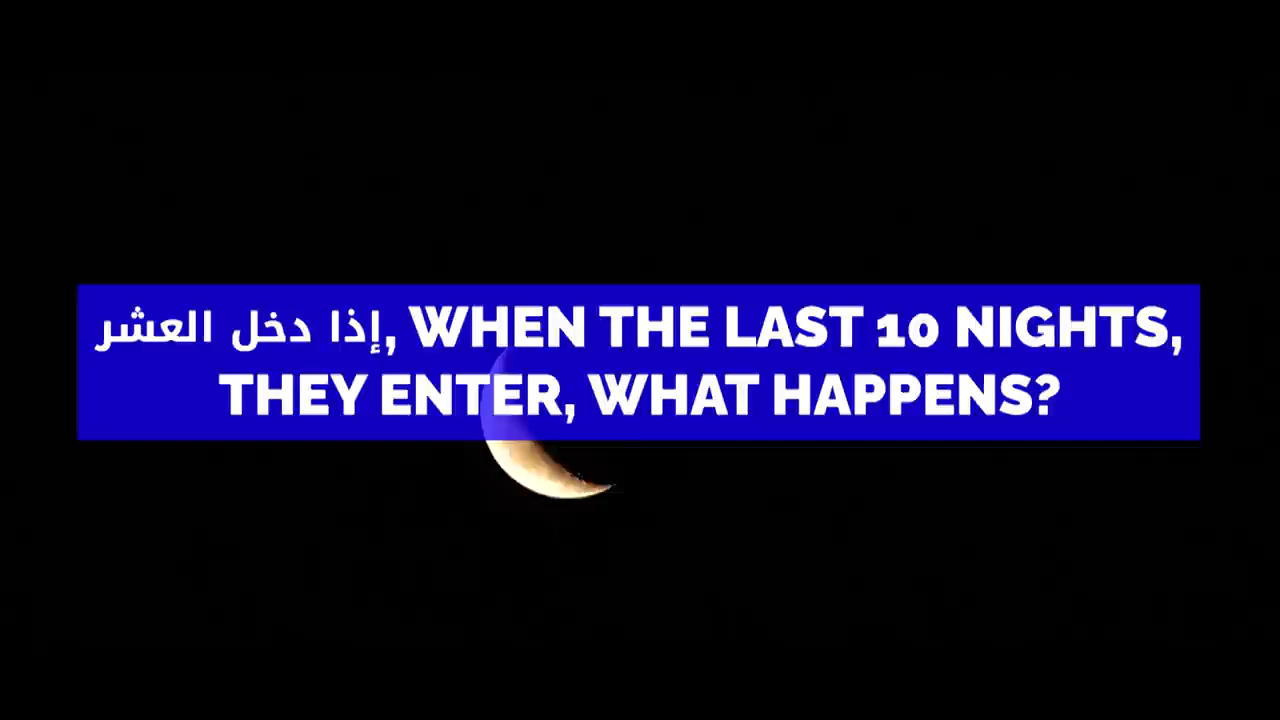 إذا دخل العشر, WHEN THE LAST 10 NIGHTS,
THEY ENTER, WHAT HAPPENS?